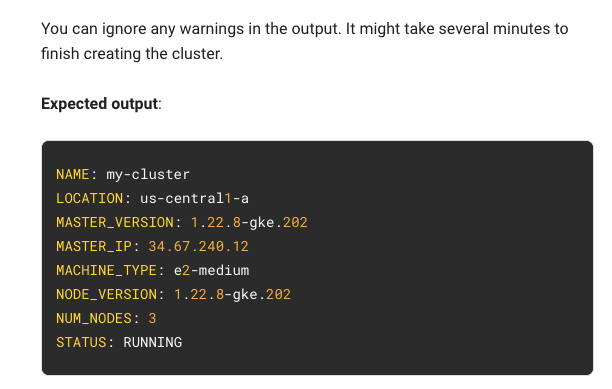 You can ignore any warnings in the output. It might take several minutes to
finish creating the cluster.
Expected output:
NAME: my-cluster
LOCATION: us-central1-a
MASTER_VERSION: 1.22.8-gke.202
MASTER_IP: 34.67.240.12
MACHINE_TYPE: e2-medium
NODE_VERSION: 1.22.8-gke.202
NUM_NODES: 3
STATUS: RUNNING